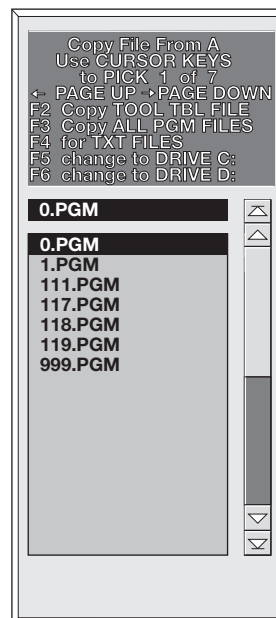 Copy File From A
Use CURSOR KEYS
to PICK 1 of 7
← PAGE UP →PAGE DOWN
F2 Copy TOOL TBL FILE
F3 Copy ALL PGM FILES
F4 for TXT FILES
F5 change to DRIVE C:
F6 change to DRIVE D:
0.PGM
0.PGM
1.PGM
111.PGM
117.PGM
118.PGM
119.PGM
999.PGM